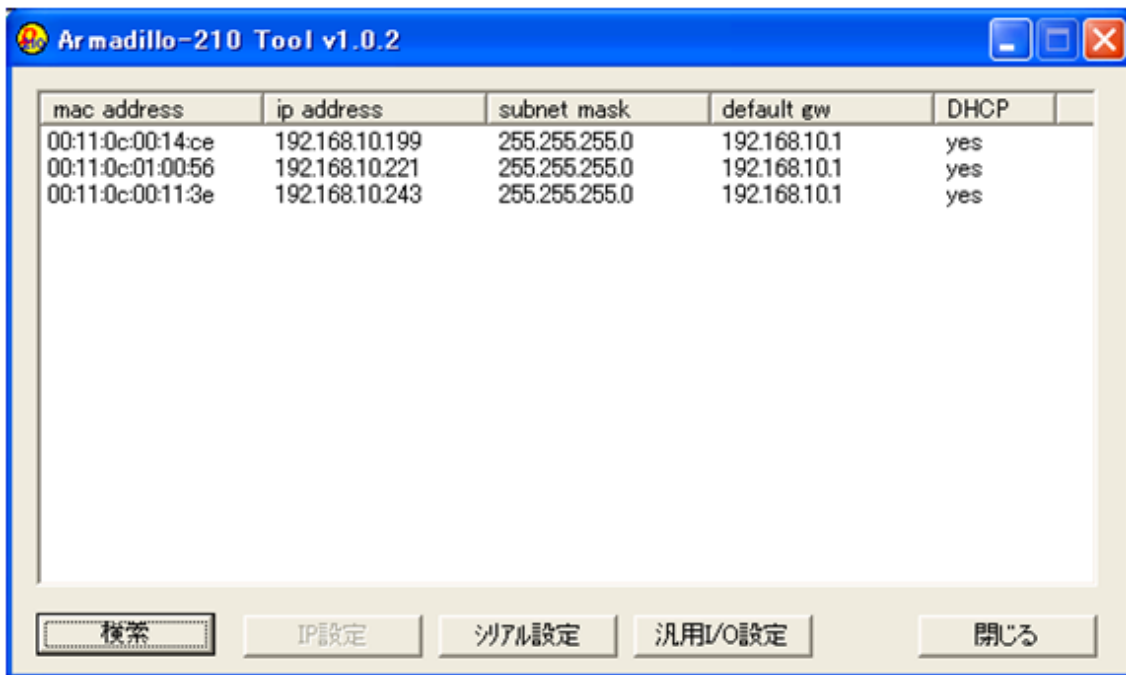 Armadillo-210 Tool v1.0.2
mac address ip address subnet mask default gw DHCP
00:11:0c:00:14:ce 192.168.10.199 255.255.255.0 192.168.10.1 yes
00:11:0c:01:00:56 192.168.10.221 255.255.255.0 192.168.10.1 yes
00:11:0c:00:11:3e 192.168.10.243 255.255.255.0 192.168.10.1 yes
検索 IP設定 シリアル設定 汎用I/O設定 閉じる